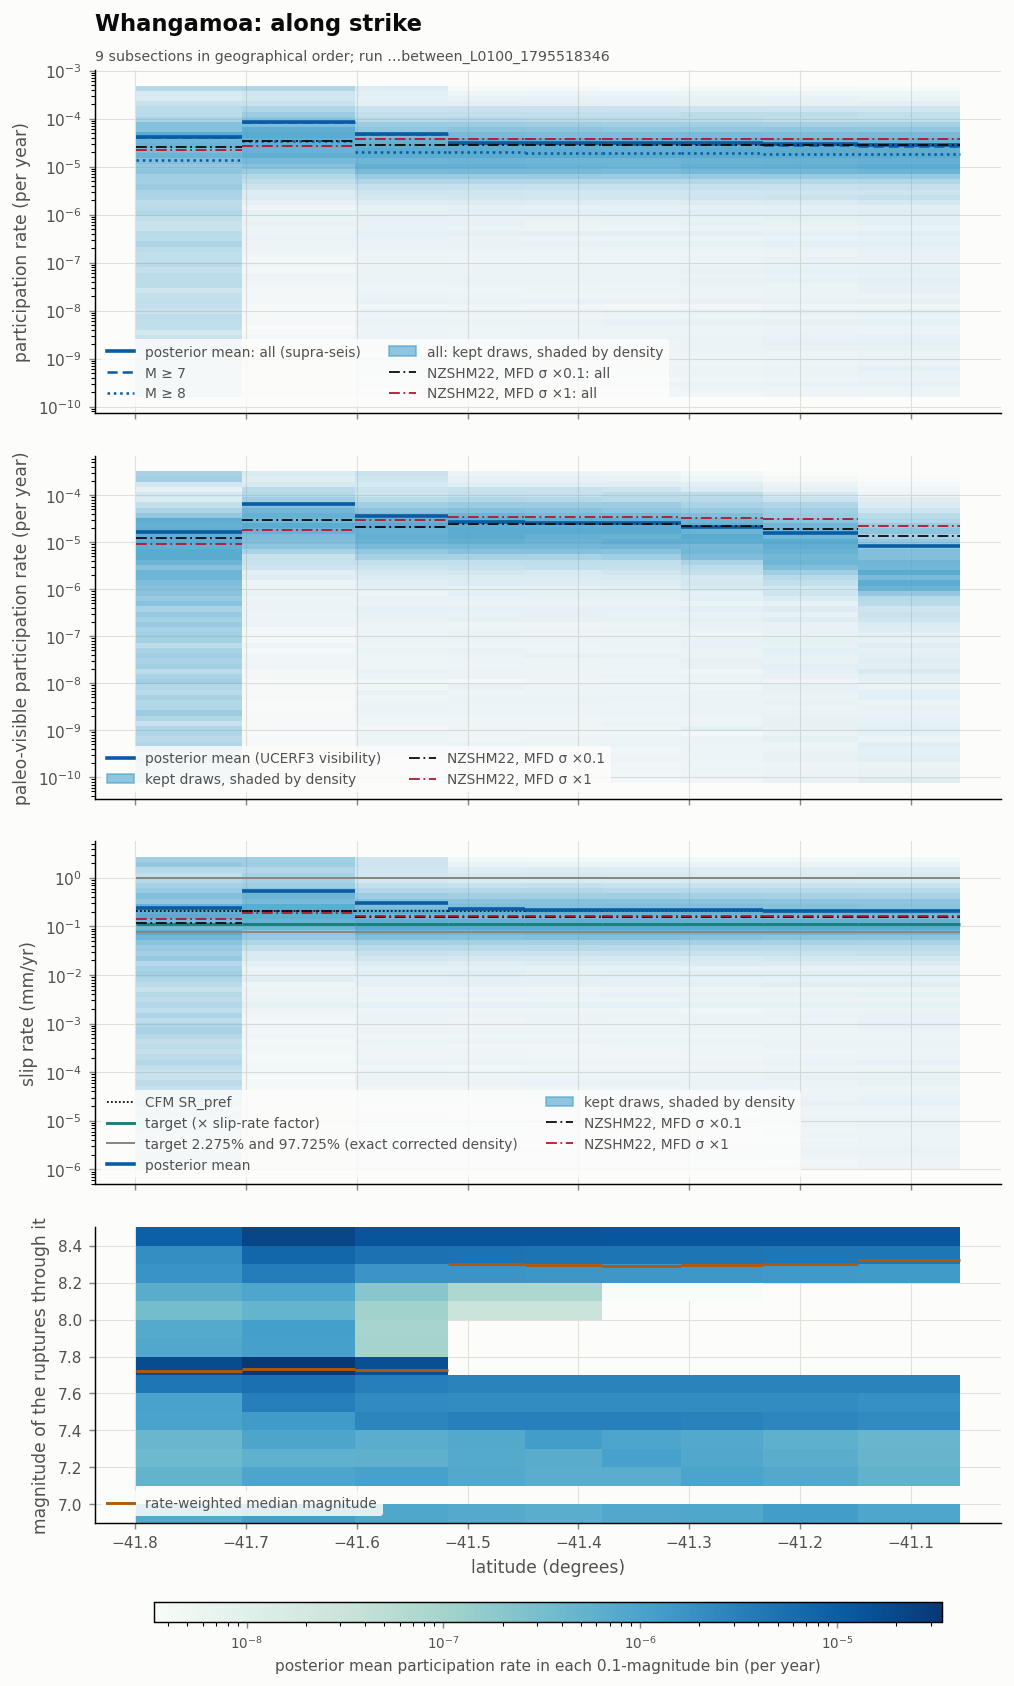 Whangamoa: along strike
9 subsections in geographical order; run ...between_L0100_1795518346
participation rate (per year)
10⁻³
10⁻⁴
10⁻⁵
10⁻⁶
10⁻⁷
10⁻⁸
10⁻⁹
10⁻¹⁰
posterior mean: all (supra-seis)
M ≥ 7
M ≥ 8
all: kept draws, shaded by density
NZSHM22, MFD σ ×0.1: all
NZSHM22, MFD σ ×1: all
paleo-visible participation rate (per year)
10⁻⁴
10⁻⁵
10⁻⁶
10⁻⁷
10⁻⁸
10⁻⁹
10⁻¹⁰
posterior mean (UCERF3 visibility)
kept draws, shaded by density
NZSHM22, MFD σ ×0.1
NZSHM22, MFD σ ×1
slip rate (mm/yr)
10⁰
10⁻¹
10⁻²
10⁻³
10⁻⁴
10⁻⁵
10⁻⁶
CFM SR_pref
target (× slip-rate factor)
target 2.275% and 97.725% (exact corrected density)
posterior mean
kept draws, shaded by density
NZSHM22, MFD σ ×0.1
NZSHM22, MFD σ ×1
magnitude of the ruptures through it
8.4
8.2
8.0
7.8
7.6
7.4
7.2
7.0
rate-weighted median magnitude
−41.8 −41.7 −41.6 −41.5 −41.4 −41.3 −41.2 −41.1
latitude (degrees)
10⁻⁸ 10⁻⁷ 10⁻⁶ 10⁻⁵
posterior mean participation rate in each 0.1-magnitude bin (per year)